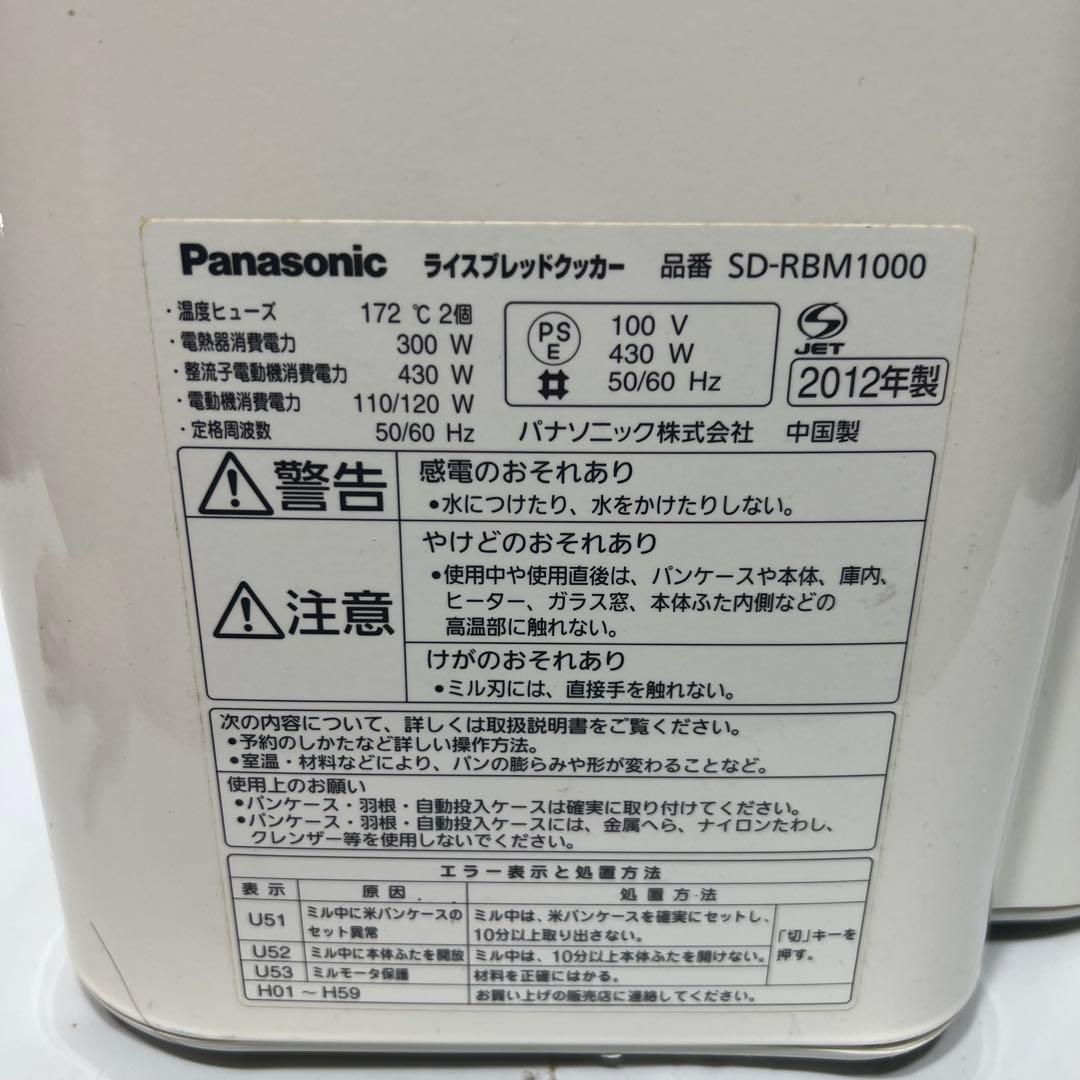 Panasonic ライスブレッドクッカー 品番 SD-RBM1000
・温度ヒューズ 172 ℃ 2個
・電熱器消費電力 300 W
・整流子電動機消費電力 430 W
・電動機消費電力 110/120 W
・定格周波数 50/60 Hz
PS
E
100 V
430 W
50/60 Hz
JET
2012年製
パナソニック株式会社 中国製
警告
感電のおそれあり
●水につけたり、水をかけたりしない。
注意
やけどのおそれあり
●使用中や使用直後は、パンケースや本体、庫内、
ヒーター、ガラス窓、本体ふた内側などの
高温部に触れない。
けがのおそれあり
●ミル刃には、直接手を触れない。
次の内容について、詳しくは取扱説明書をご覧ください。
●予約のしかたなど詳しい操作方法。
●室温・材料などにより、パンの膨らみや形が変わることなど。
使用上のお願い
●パンケース・羽根・自動投入ケースは確実に取り付けてください。
●パンケース・羽根・自動投入ケースには、金属へら、ナイロンたわし、
クレンザー等を使用しないでください。
エラー表示と処置方法
表示 原因 処置方法
U51 ミル中に米パンケースの
セット異常
ミル中は、米パンケースを確実にセットし、
10分以上取り出さない。
U52 ミル中に本体ふたを開放 ミル中は、10分以上本体ふたを開けない。
「切」キーを
押す。
U53 ミルモータ保護 材料を正確にはかる。
H01 ～ H59 お買い上げの販売店に連絡してください。